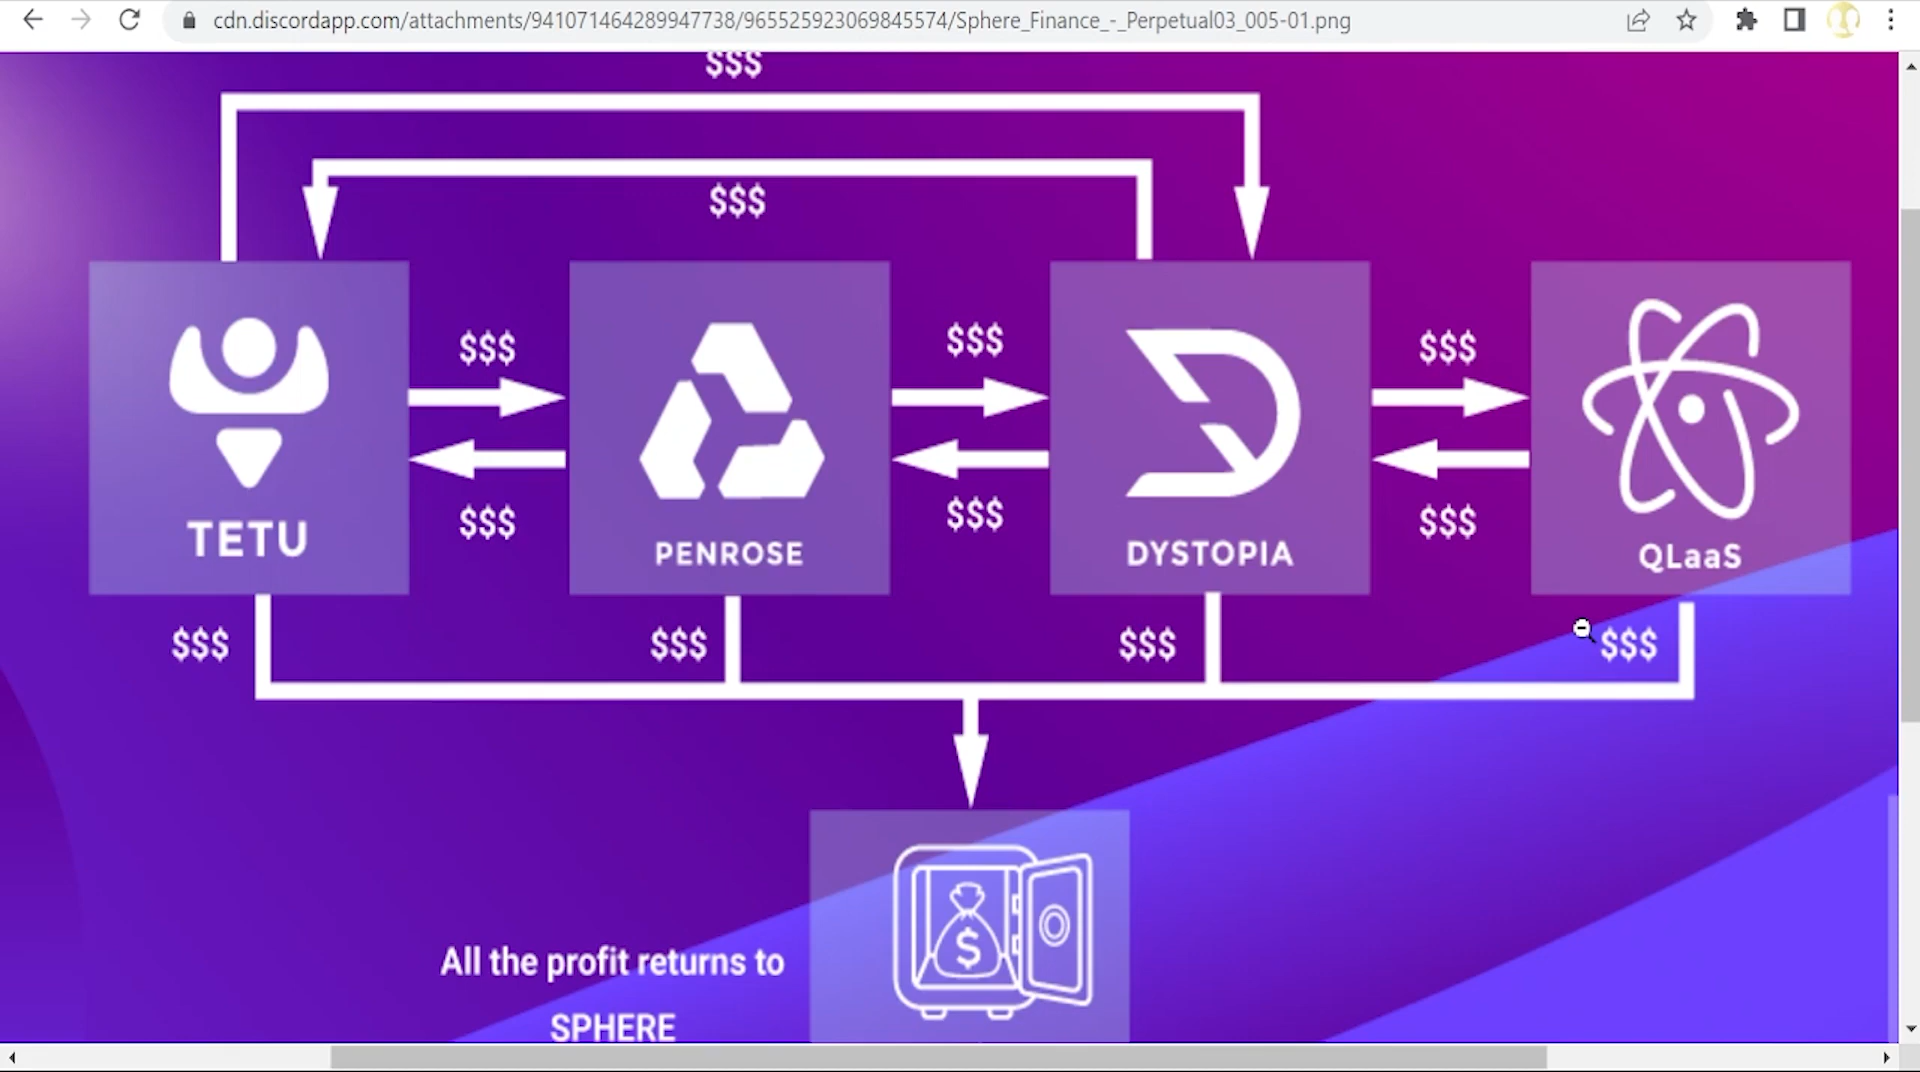 cdn.discordapp.com/attachments/941071464289947738/965525923069845574/Sphere_Finance_-_Perpetual03_005-01.png
$$$
$$$
$$$ $$$ $$$
$$$ $$$ $$$
TETU PENROSE DYSTOPIA QLaaS
$$$ $$$ $$$ $$$
$
All the profit returns to
SPHERE